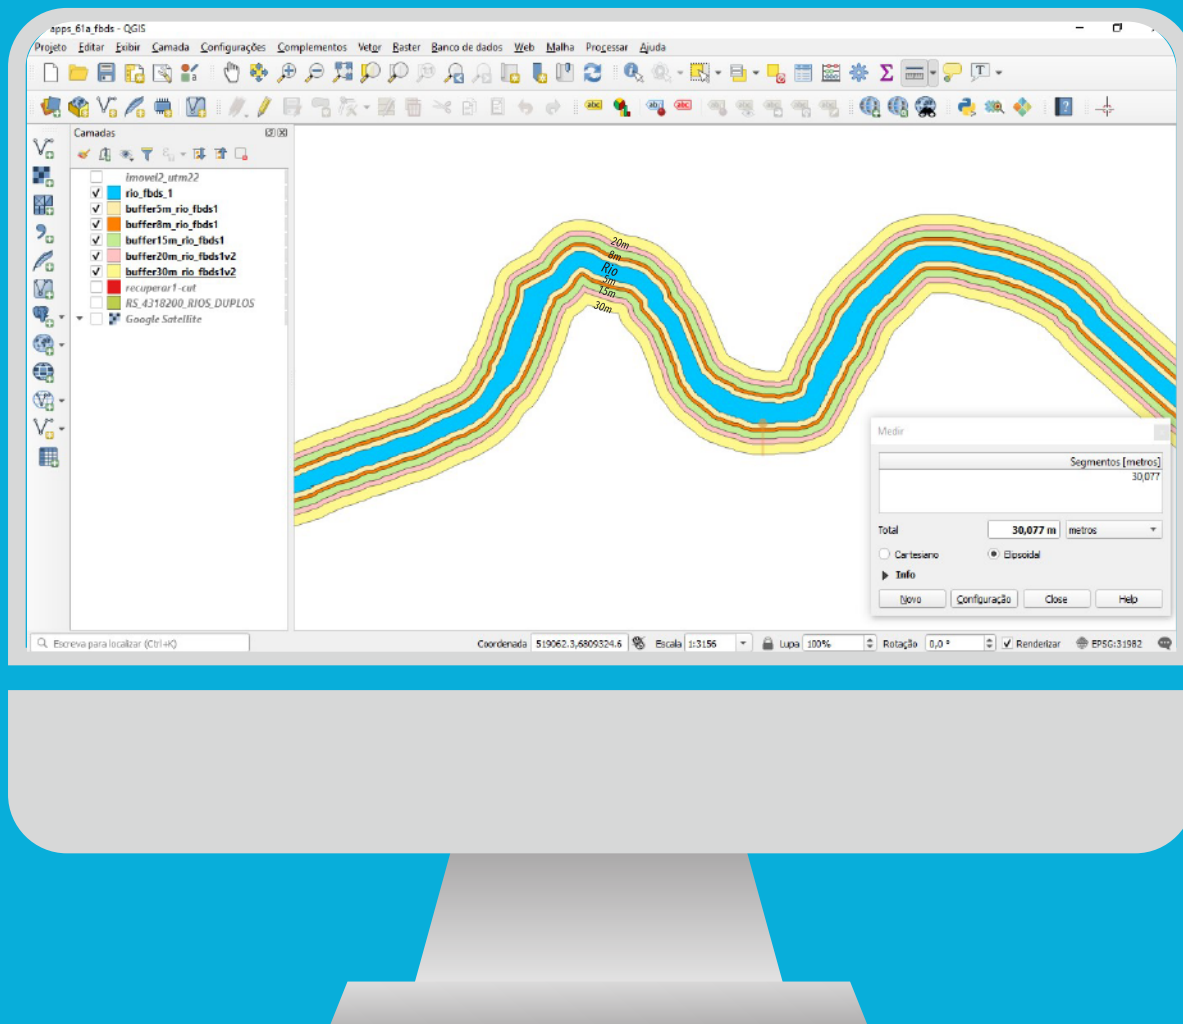 apps_61a_fbds - QGIS
Projeto Editar Exibir Camada Configurações Complementos Vetor Raster Banco de dados Web Malha Processar Ajuda
Camadas
imovel2_utm22
rio_fbds_1
buffer5m_rio_fbds1
buffer8m_rio_fbds1
buffer15m_rio_fbds1
buffer20m_rio_fbds1v2
buffer30m_rio_fbds1v2
recuperar1-cut
RS_4318200_RIOS_DUPLOS
Google Satellite
20m
8m
Rio
5m
15m
30m
Medir
Segmentos [metros]
30,077
Total 30,077 m metros
Cartesiano Elipsoidal
Info
Novo Configuração Close Help
Escreva para localizar (Ctrl+K) Coordenada 519062.3,6809324.6 Escala 1:3156 Lupa 100% Rotação 0,0 ° Renderizar EPSG:31982